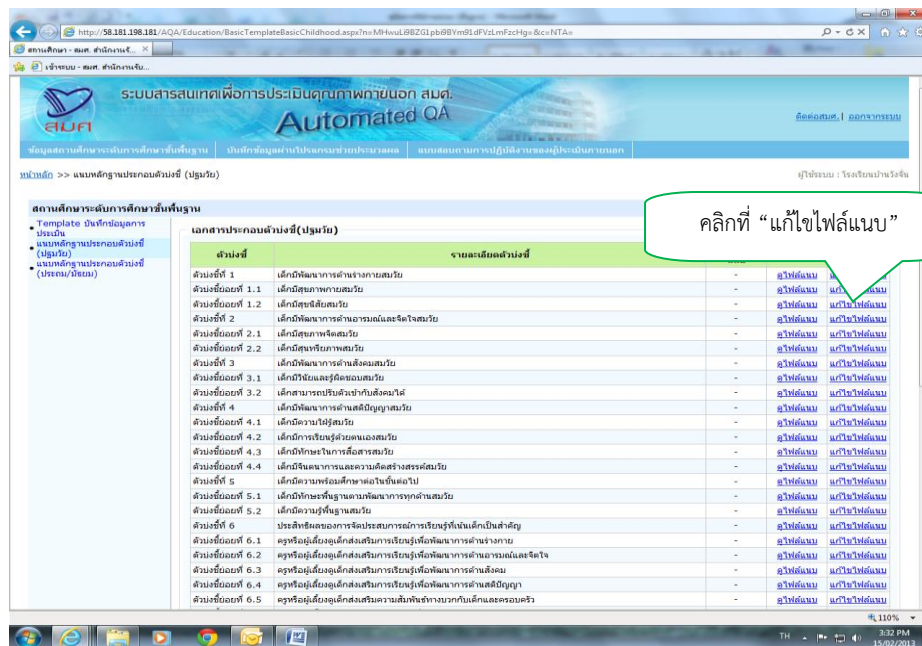 http://58.181.198.181/AQA/Education/BasicTemplateBasicChildhood.aspx?n=MHwuLi9BZG1pbi9BYm91dFVzLmFzcHg=&c=NTA=
สถานศึกษา - สมศ. สำนักงานรั...
เข้าระบบ - สมศ. สำนักงานรับ...
ระบบสารสนเทศเพื่อการประเมินคุณภาพภายนอก สมศ.
Automated QA
สมศ
ติดต่อสมศ. | ออกจากระบบ
ข้อมูลสถานศึกษาระดับการศึกษาขั้นพื้นฐาน บันทึกข้อมูลผ่านโปรแกรมช่วยประมวลผล แบบสอบถามการปฏิบัติงานของผู้ประเมินภายนอก
หน้าหลัก >> แนบหลักฐานประกอบตัวบ่งชี้ (ปฐมวัย)
ผู้ใช้ระบบ : โรงเรียนบ้านวังจั่น
สถานศึกษาระดับการศึกษาขั้นพื้นฐาน
Template บันทึกข้อมูลการประเมิน
แนบหลักฐานประกอบตัวบ่งชี้ (ปฐมวัย)
แนบหลักฐานประกอบตัวบ่งชี้ (ประถม/มัธยม)
คลิกที่ “แก้ไขไฟล์แนบ”
เอกสารประกอบตัวบ่งชี้(ปฐมวัย)
ตัวบ่งชี้ รายละเอียดตัวบ่งชี้
ตัวบ่งชี้ที่ 1 เด็กมีพัฒนาการด้านร่างกายสมวัย - ดูไฟล์แนบ
ตัวบ่งชี้ย่อยที่ 1.1 เด็กมีสุขภาพกายสมวัย - ดูไฟล์แนบ
ตัวบ่งชี้ย่อยที่ 1.2 เด็กมีสุขนิสัยสมวัย - ดูไฟล์แนบ แก้ไขไฟล์แนบ
ตัวบ่งชี้ที่ 2 เด็กมีพัฒนาการด้านอารมณ์และจิตใจสมวัย - ดูไฟล์แนบ แก้ไขไฟล์แนบ
ตัวบ่งชี้ย่อยที่ 2.1 เด็กมีสุขภาพจิตสมวัย - ดูไฟล์แนบ แก้ไขไฟล์แนบ
ตัวบ่งชี้ย่อยที่ 2.2 เด็กมีสุนทรียภาพสมวัย - ดูไฟล์แนบ แก้ไขไฟล์แนบ
ตัวบ่งชี้ที่ 3 เด็กมีพัฒนาการด้านสังคมสมวัย - ดูไฟล์แนบ แก้ไขไฟล์แนบ
ตัวบ่งชี้ย่อยที่ 3.1 เด็กมีวินัยและรู้ผิดชอบสมวัย - ดูไฟล์แนบ แก้ไขไฟล์แนบ
ตัวบ่งชี้ย่อยที่ 3.2 เด็กสามารถปรับตัวเข้ากับสังคมได้ - ดูไฟล์แนบ แก้ไขไฟล์แนบ
ตัวบ่งชี้ที่ 4 เด็กมีพัฒนาการด้านสติปัญญาสมวัย - ดูไฟล์แนบ แก้ไขไฟล์แนบ
ตัวบ่งชี้ย่อยที่ 4.1 เด็กมีความใฝ่รู้สมวัย - ดูไฟล์แนบ แก้ไขไฟล์แนบ
ตัวบ่งชี้ย่อยที่ 4.2 เด็กมีการเรียนรู้ด้วยตนเองสมวัย - ดูไฟล์แนบ แก้ไขไฟล์แนบ
ตัวบ่งชี้ย่อยที่ 4.3 เด็กมีทักษะในการสื่อสารสมวัย - ดูไฟล์แนบ แก้ไขไฟล์แนบ
ตัวบ่งชี้ย่อยที่ 4.4 เด็กมีจินตนาการและความคิดสร้างสรรค์สมวัย - ดูไฟล์แนบ แก้ไขไฟล์แนบ
ตัวบ่งชี้ที่ 5 เด็กมีความพร้อมศึกษาต่อในขั้นต่อไป - ดูไฟล์แนบ แก้ไขไฟล์แนบ
ตัวบ่งชี้ย่อยที่ 5.1 เด็กมีทักษะพื้นฐานตามพัฒนาการทุกด้านสมวัย - ดูไฟล์แนบ แก้ไขไฟล์แนบ
ตัวบ่งชี้ย่อยที่ 5.2 เด็กมีความรู้พื้นฐานสมวัย - ดูไฟล์แนบ แก้ไขไฟล์แนบ
ตัวบ่งชี้ที่ 6 ประสิทธิผลของการจัดประสบการณ์การเรียนรู้ที่เน้นเด็กเป็นสำคัญ - ดูไฟล์แนบ แก้ไขไฟล์แนบ
ตัวบ่งชี้ย่อยที่ 6.1 ครูหรือผู้เลี้ยงดูเด็กส่งเสริมการเรียนรู้เพื่อพัฒนาการด้านร่างกาย - ดูไฟล์แนบ แก้ไขไฟล์แนบ
ตัวบ่งชี้ย่อยที่ 6.2 ครูหรือผู้เลี้ยงดูเด็กส่งเสริมการเรียนรู้เพื่อพัฒนาการด้านอารมณ์และจิตใจ - ดูไฟล์แนบ แก้ไขไฟล์แนบ
ตัวบ่งชี้ย่อยที่ 6.3 ครูหรือผู้เลี้ยงดูเด็กส่งเสริมการเรียนรู้เพื่อพัฒนาการด้านสังคม - ดูไฟล์แนบ แก้ไขไฟล์แนบ
ตัวบ่งชี้ย่อยที่ 6.4 ครูหรือผู้เลี้ยงดูเด็กส่งเสริมการเรียนรู้เพื่อพัฒนาการด้านสติปัญญา - ดูไฟล์แนบ แก้ไขไฟล์แนบ
ตัวบ่งชี้ย่อยที่ 6.5 ครูหรือผู้เลี้ยงดูเด็กส่งเสริมความสัมพันธ์ทางบวกกับเด็กและครอบครัว - ดูไฟล์แนบ แก้ไขไฟล์แนบ
110%
TH 3:32 PM
15/02/2013